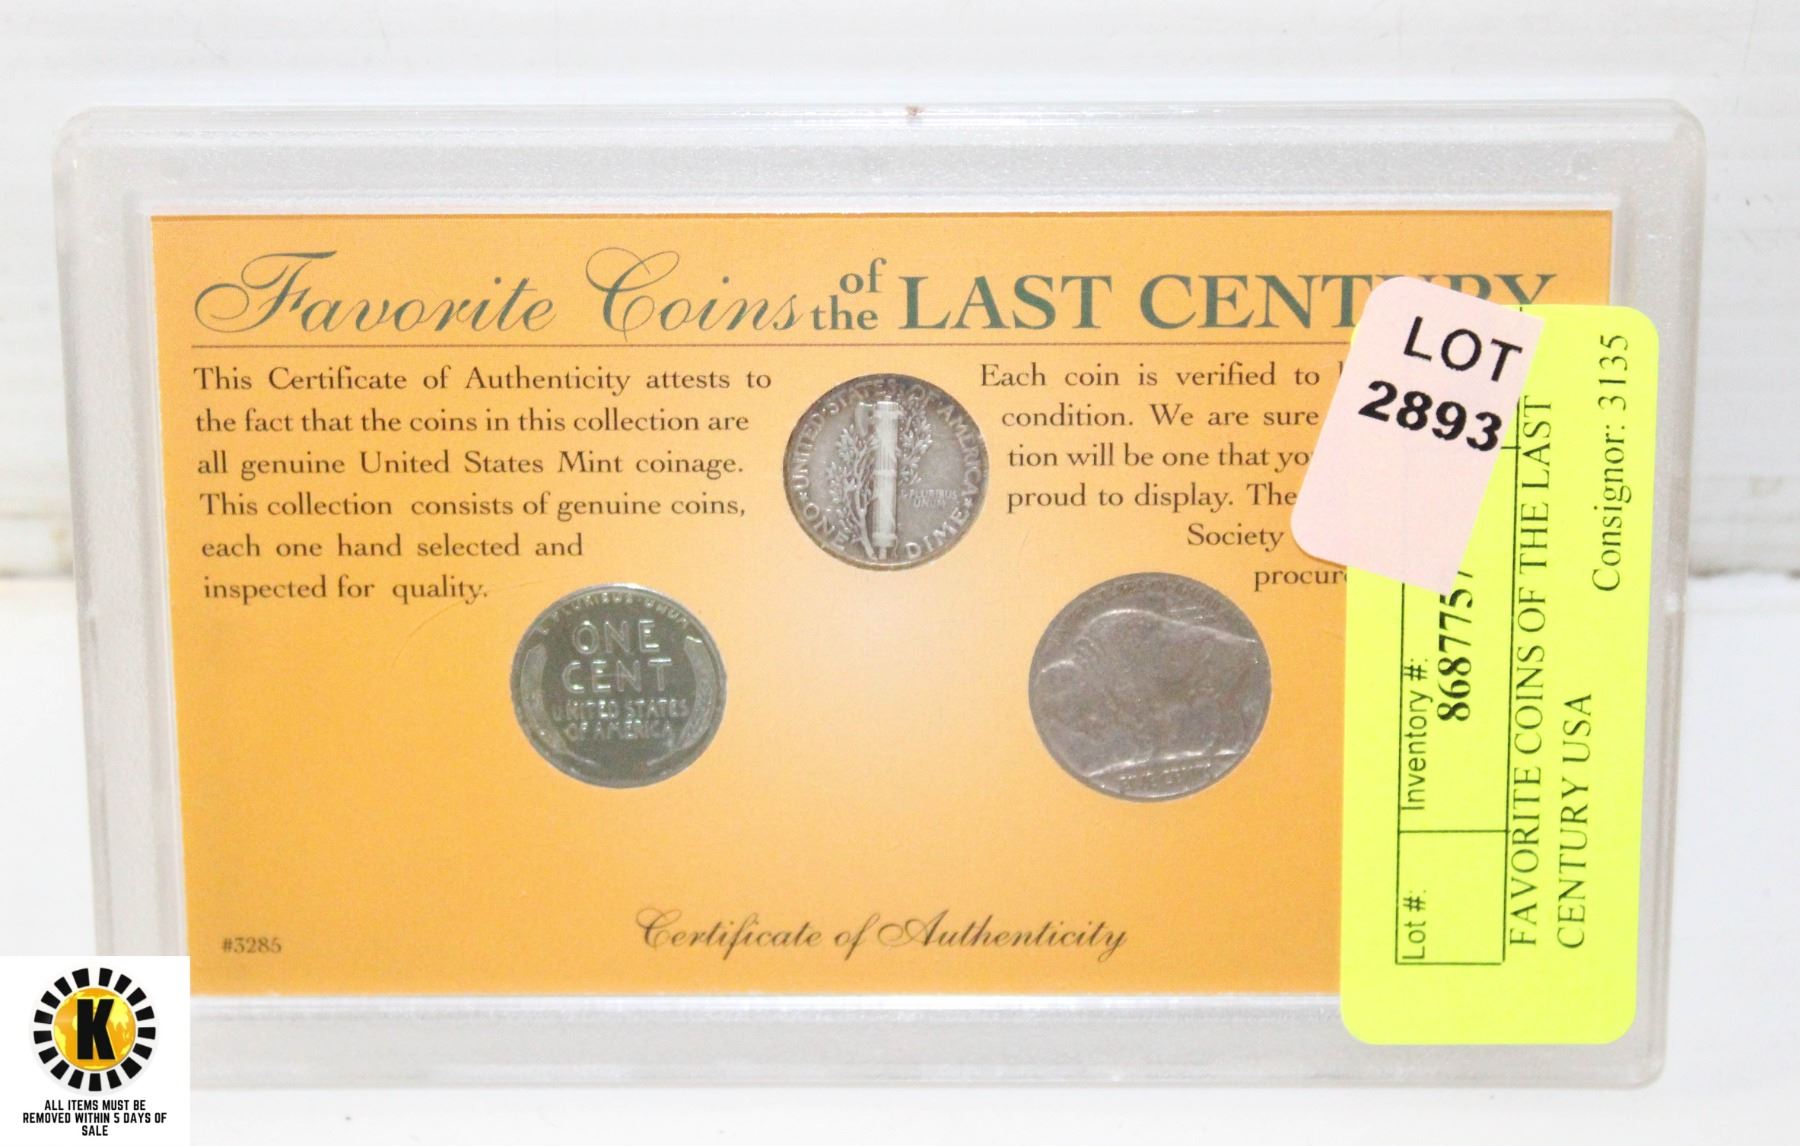 Favorite Coins of the LAST CENTURY
This Certificate of Authenticity attests to
the fact that the coins in this collection are
all genuine United States Mint coinage.
This collection consists of genuine coins,
each one hand selected and
inspected for quality.
Each coin is verified to
condition. We are sure
tion will be one that
proud to display. The
Society
UNITED·STATES OF AMERICA
E PLURIBUS
UNUM
ONE DIME
E PLURIBUS UNUM
ONE
CENT
UNITED STATES
OF AMERICA
Certificate of Authenticity
#3285
LOT
2893
Lot #:
Inventory #:
FAVORITE COINS OF THE LAST
CENTURY USA
Consignor: 3135
K
ALL ITEMS MUST BE
REMOVED WITHIN 5 DAYS OF
SALE